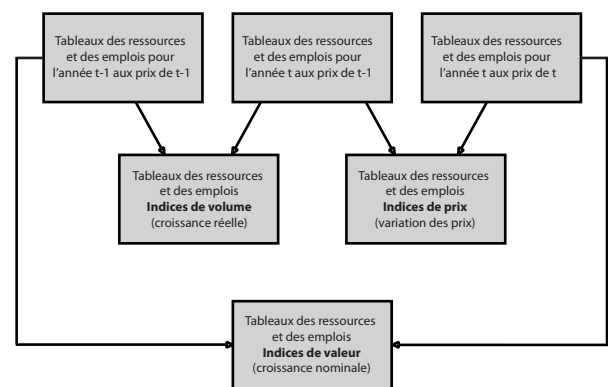 Tableaux des ressources
et des emplois pour
l'année t-1 aux prix de t-1
Tableaux des ressources
et des emplois pour
l'année t aux prix de t-1
Tableaux des ressources
et des emplois pour
l'année t aux prix de t
Tableaux des ressources
et des emplois
Indices de volume
(croissance réelle)
Tableaux des ressources
et des emplois
Indices de prix
(variation des prix)
Tableaux des ressources
et des emplois
Indices de valeur
(croissance nominale)